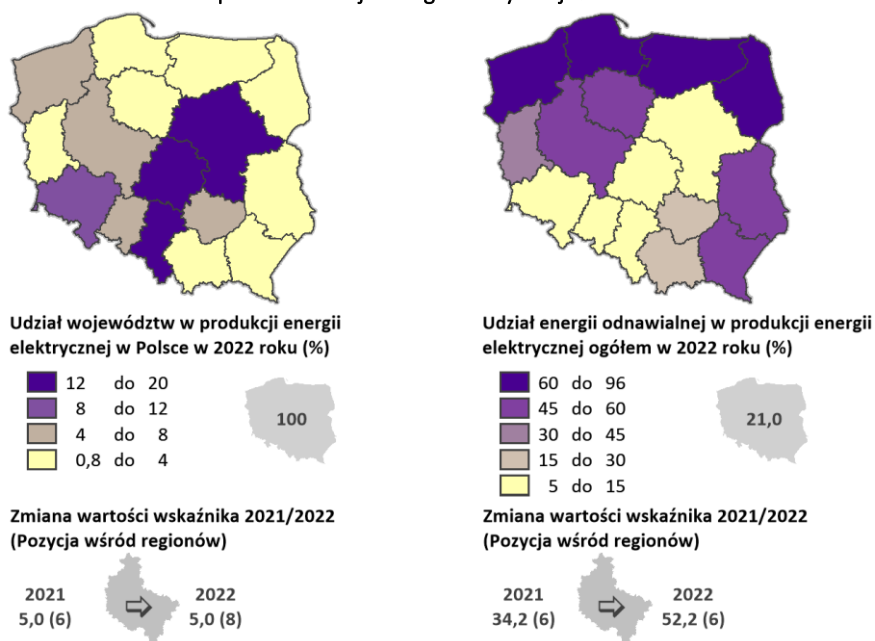 Udział województw w produkcji energii
elektrycznej w Polsce w 2022 roku (%)
12 do 20
8 do 12
4 do 8
0,8 do 4
100
Zmiana wartości wskaźnika 2021/2022
(Pozycja wśród regionów)
2021
5,0 (6)
2022
5,0 (8)
Udział energii odnawialnej w produkcji energii
elektrycznej ogółem w 2022 roku (%)
60 do 96
45 do 60
30 do 45
15 do 30
5 do 15
21,0
Zmiana wartości wskaźnika 2021/2022
(Pozycja wśród regionów)
2021
34,2 (6)
2022
52,2 (6)